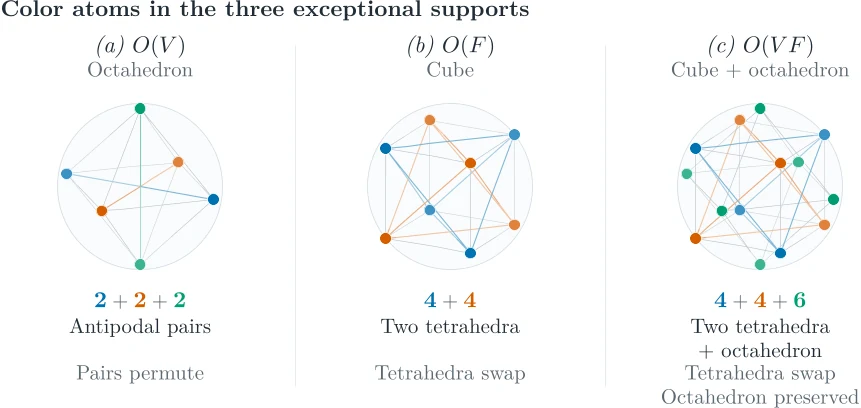 Color atoms in the three exceptional supports
(a) O(V)
Octahedron
2 + 2 + 2
Antipodal pairs
Pairs permute
(b) O(F)
Cube
4 + 4
Two tetrahedra
Tetrahedra swap
(c) O(VF)
Cube + octahedron
4 + 4 + 6
Two tetrahedra
+ octahedron
Tetrahedra swap
Octahedron preserved